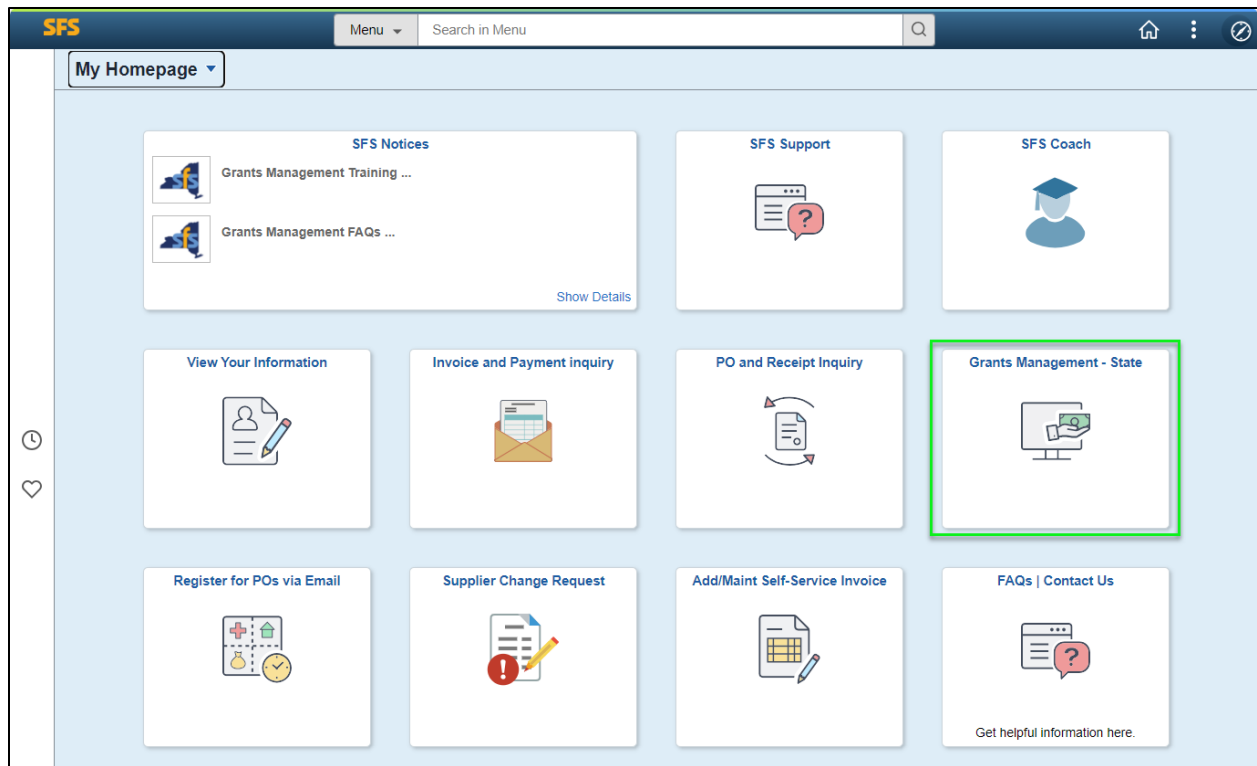 SFS
Menu
Search in Menu
My Homepage
SFS Notices
sfs
Grants Management Training ...
sfs
Grants Management FAQs ...
Show Details
SFS Support
?
SFS Coach
View Your Information
Invoice and Payment inquiry
PO and Receipt Inquiry
Grants Management - State
Register for POs via Email
Supplier Change Request
!
Add/Maint Self-Service Invoice
FAQs | Contact Us
?
Get helpful information here.